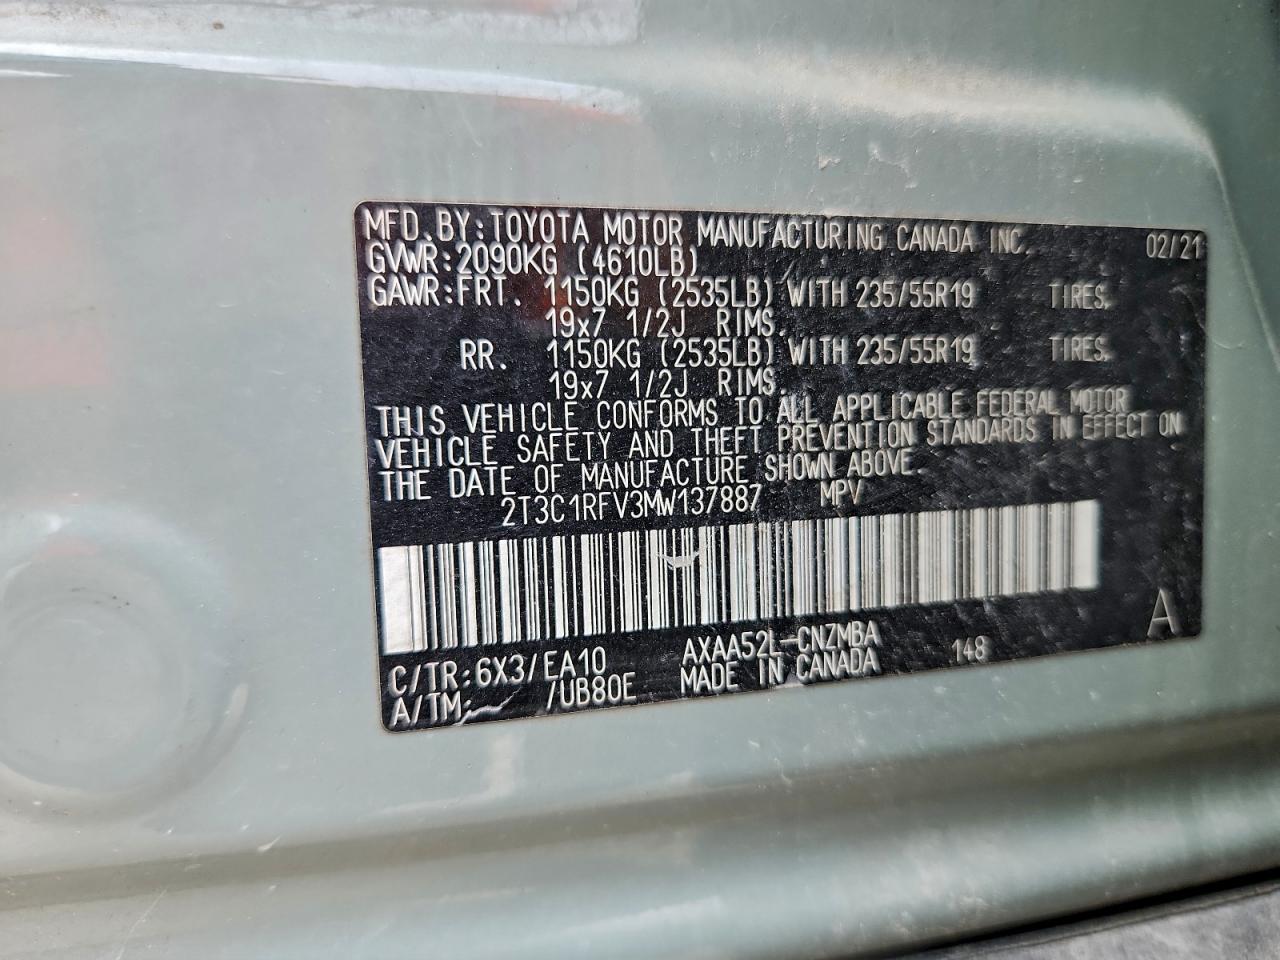 MFD. BY: TOYOTA MOTOR MANUFACTURING CANADA INC. 02/21
GVWR: 2090KG (4610LB)
GAWR: FRT. 1150KG (2535LB) WITH 235/55R19 TIRES.
19x7 1/2J RIMS.
RR. 1150KG (2535LB) WITH 235/55R19 TIRES.
19x7 1/2J RIMS.
THIS VEHICLE CONFORMS TO ALL APPLICABLE FEDERAL MOTOR
VEHICLE SAFETY AND THEFT PREVENTION STANDARDS IN EFFECT ON
THE DATE OF MANUFACTURE SHOWN ABOVE.
2T3C1RFV3MW137887 MPV
A
C/TR: 6X3/EA10 AXAA52L-CNZMBA 148
A/TM: /UB80E MADE IN CANADA